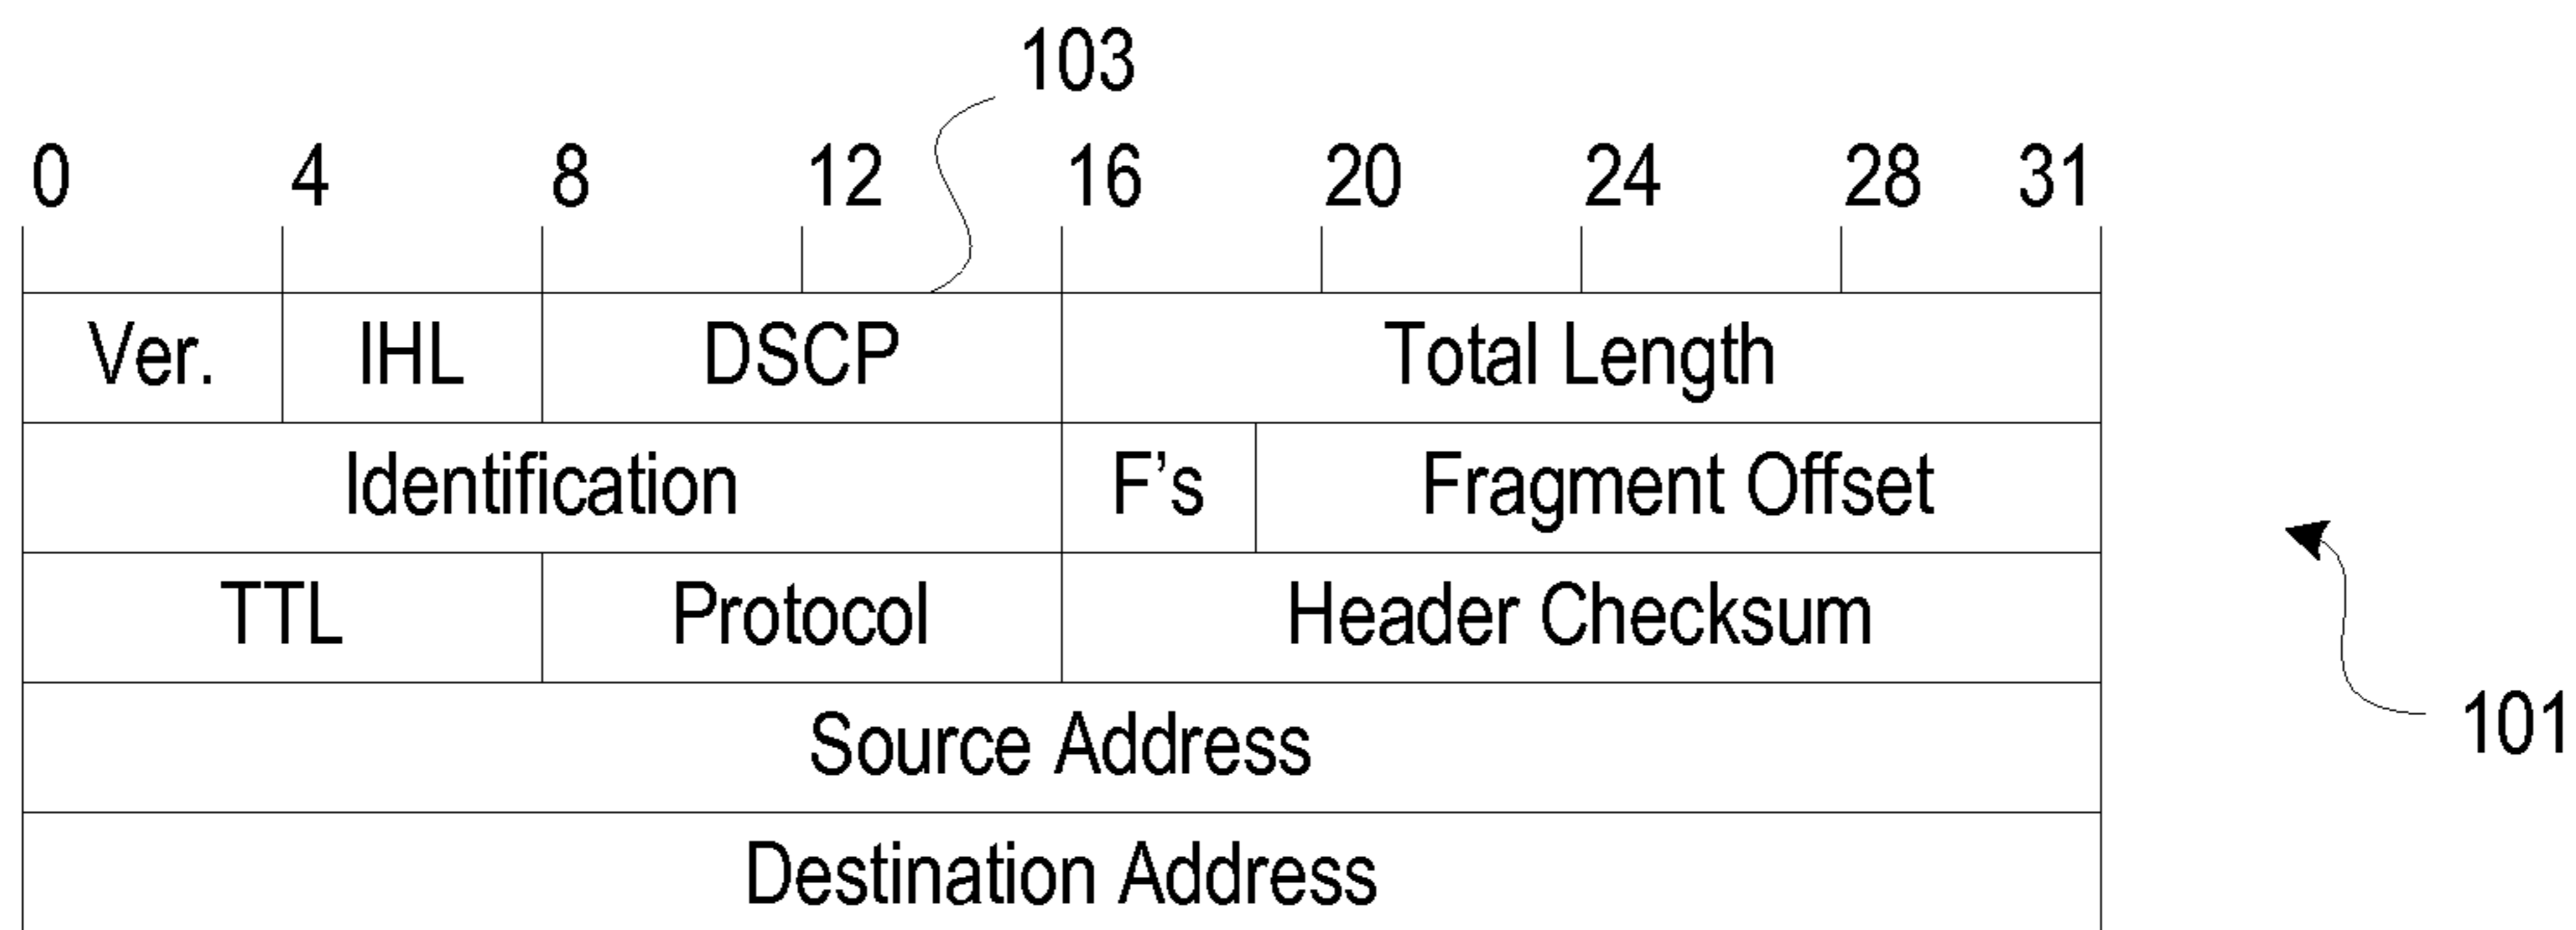 103
0 4 8 12 16 20 24 28 31
Ver. IHL DSCP Total Length
Identification F's Fragment Offset
TTL Protocol Header Checksum
101
Source Address
Destination Address